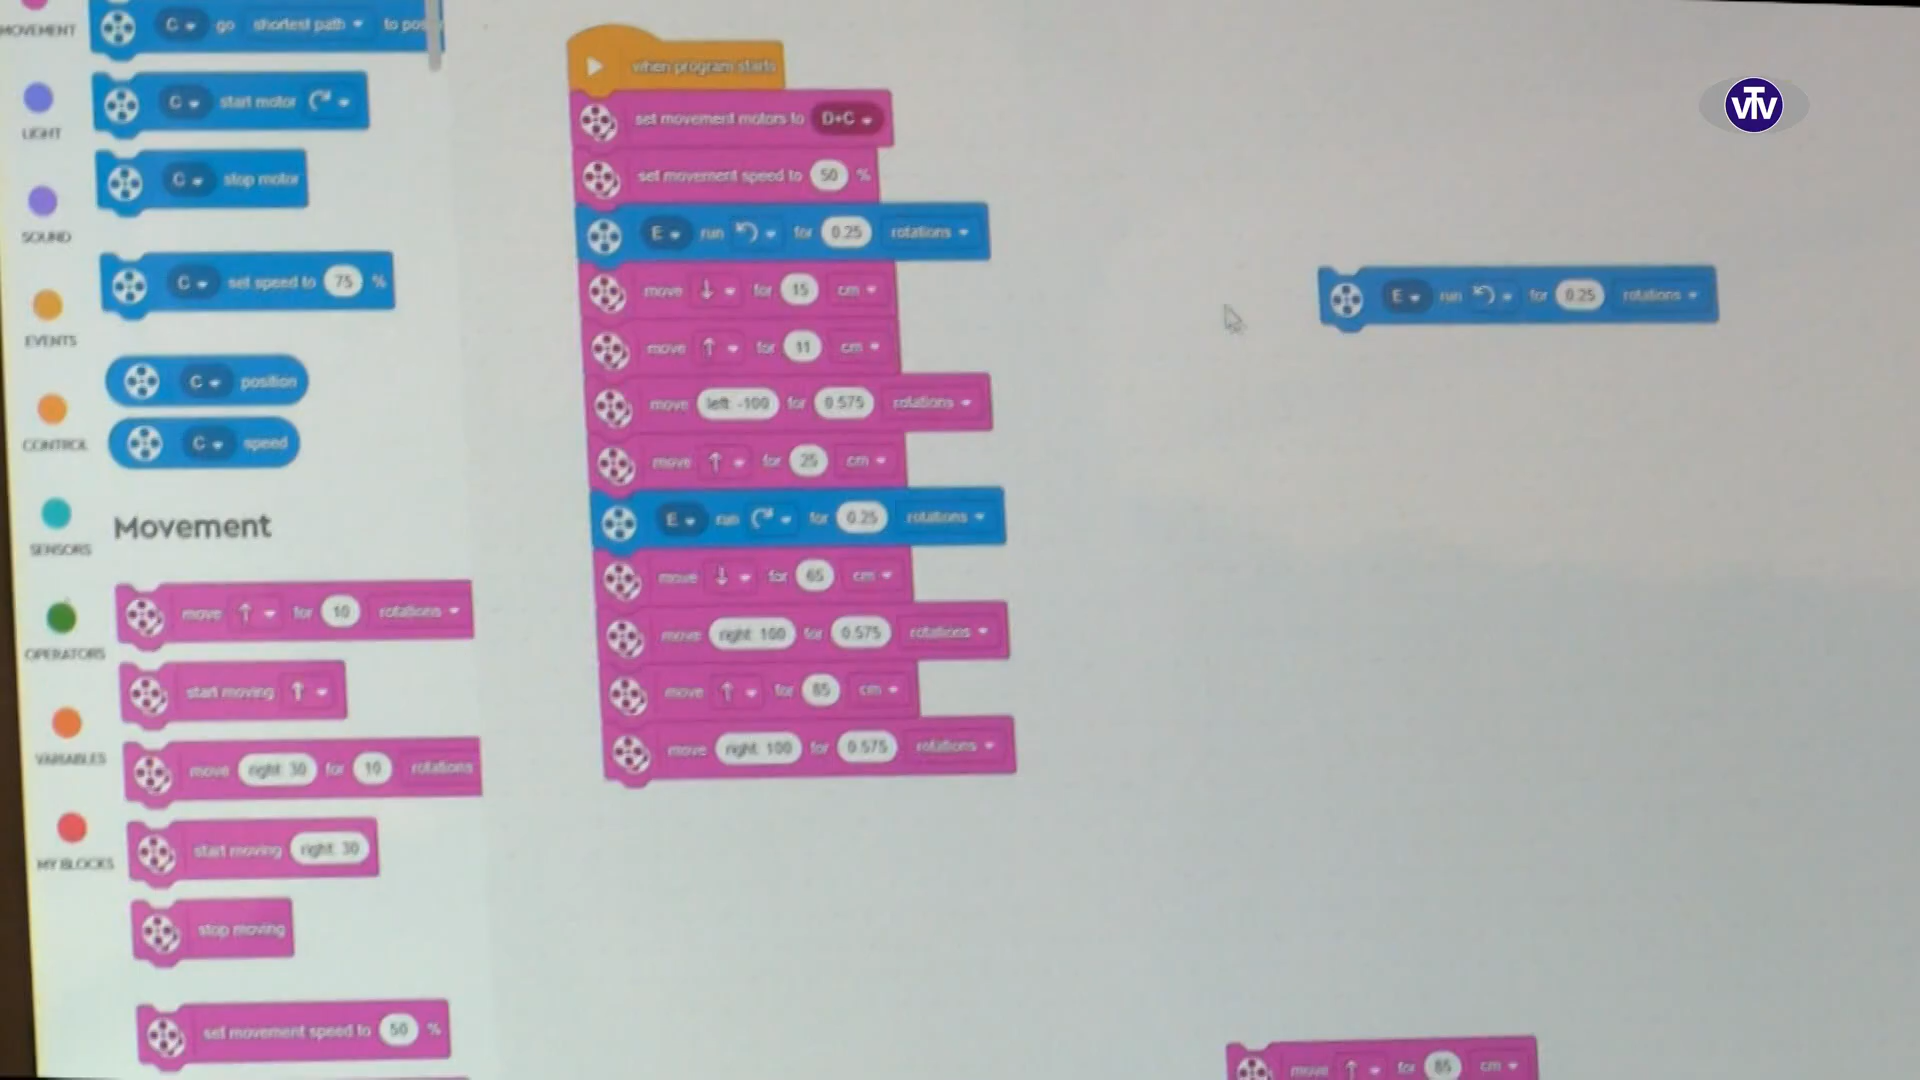 MOVEMENT
LIGHT
SOUND
EVENTS
CONTROL
SENSORS
OPERATORS
VARIABLES
MY BLOCKS
C go shortest path to pos
C start motor
C stop motor
C set speed to 75 %
C position
C speed
Movement
move for 10 rotations
start moving
move right: 30 for 10 rotations
start moving right: 30
stop moving
set movement speed to 50 %
when program starts
set movement motors to D+C
set movement speed to 50 %
E run for 0.25 rotations
move for 15 cm
move for 11 cm
move left: -100 for 0.575 rotations
move for 25 cm
E run for 0.25 rotations
move for 65 cm
move right: 100 for 0.575 rotations
move for 85 cm
move right: 100 for 0.575 rotations
E run for 0.25 rotations
move for 85 cm
VTV